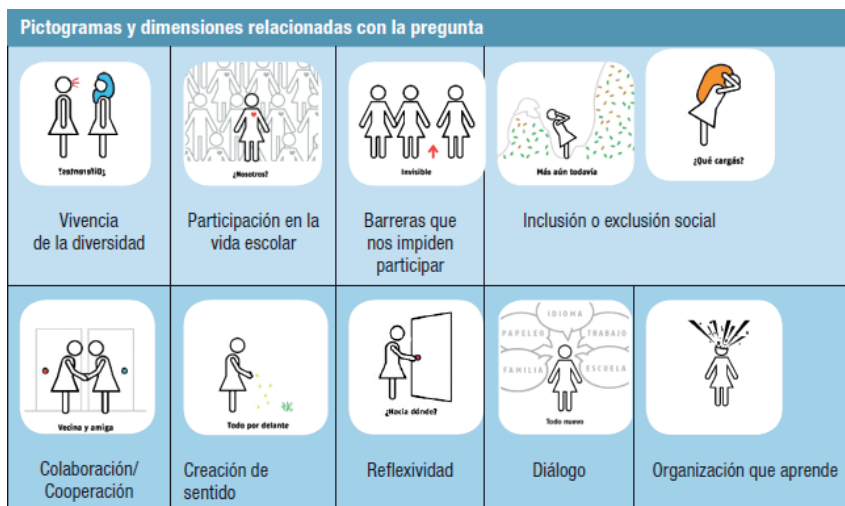 Pictogramas y dimensiones relacionadas con la pregunta
¿Diferentes?
¿Nosotros?
Invisible
Más aún todavía
¿Qué cargás?
Vivencia
de la diversidad
Participación en la
vida escolar
Barreras que
nos impiden
participar
Inclusión o exclusión social
IDIOMA
PAPELEO
TRABAJO
FAMILIA
ESCUELA
Vecina y amiga
Todo por delante
¿Hacia dónde?
Todo nuevo
Colaboración/
Cooperación
Creación de
sentido
Reflexividad
Diálogo
Organización que aprende